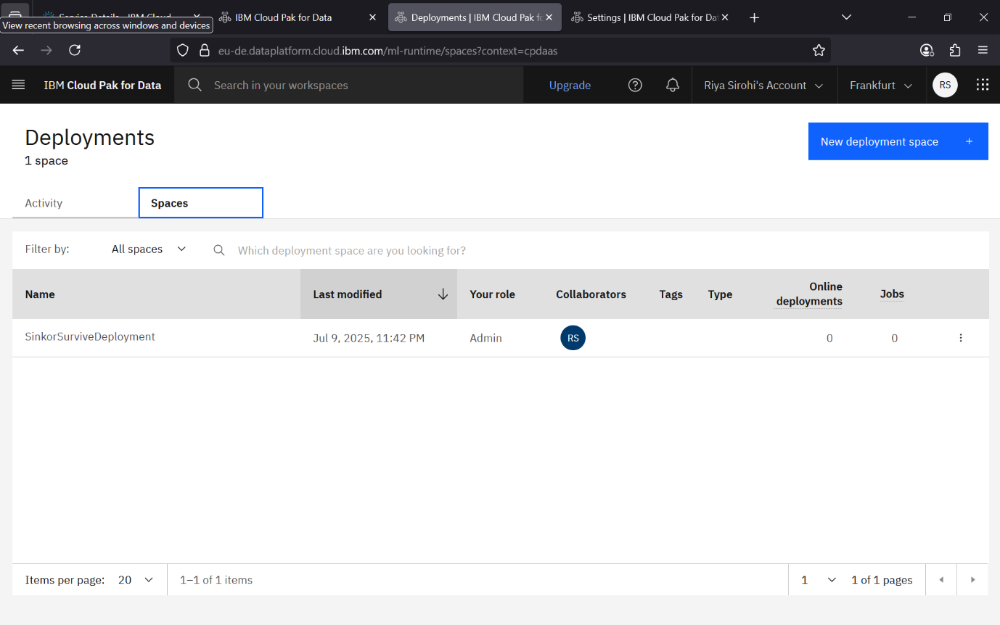 Service Details - IBM Cloud
IBM Cloud Pak for Data
Deployments | IBM Cloud Pak fo
Settings | IBM Cloud Pak for Dat
View recent browsing across windows and devices
eu-de.dataplatform.cloud.ibm.com/ml-runtime/spaces?context=cpdaas
IBM Cloud Pak for Data
Search in your workspaces
Upgrade
Riya Sirohi's Account
Frankfurt
RS
Deployments
1 space
New deployment space +
Activity
Spaces
Filter by:
All spaces
Which deployment space are you looking for?
Name
Last modified
Your role
Collaborators
Tags
Type
Online
deployments
Jobs
SinkorSurviveDeployment
Jul 9, 2025, 11:42 PM
Admin
RS
0
0
Items per page: 20
1–1 of 1 items
1
1 of 1 pages